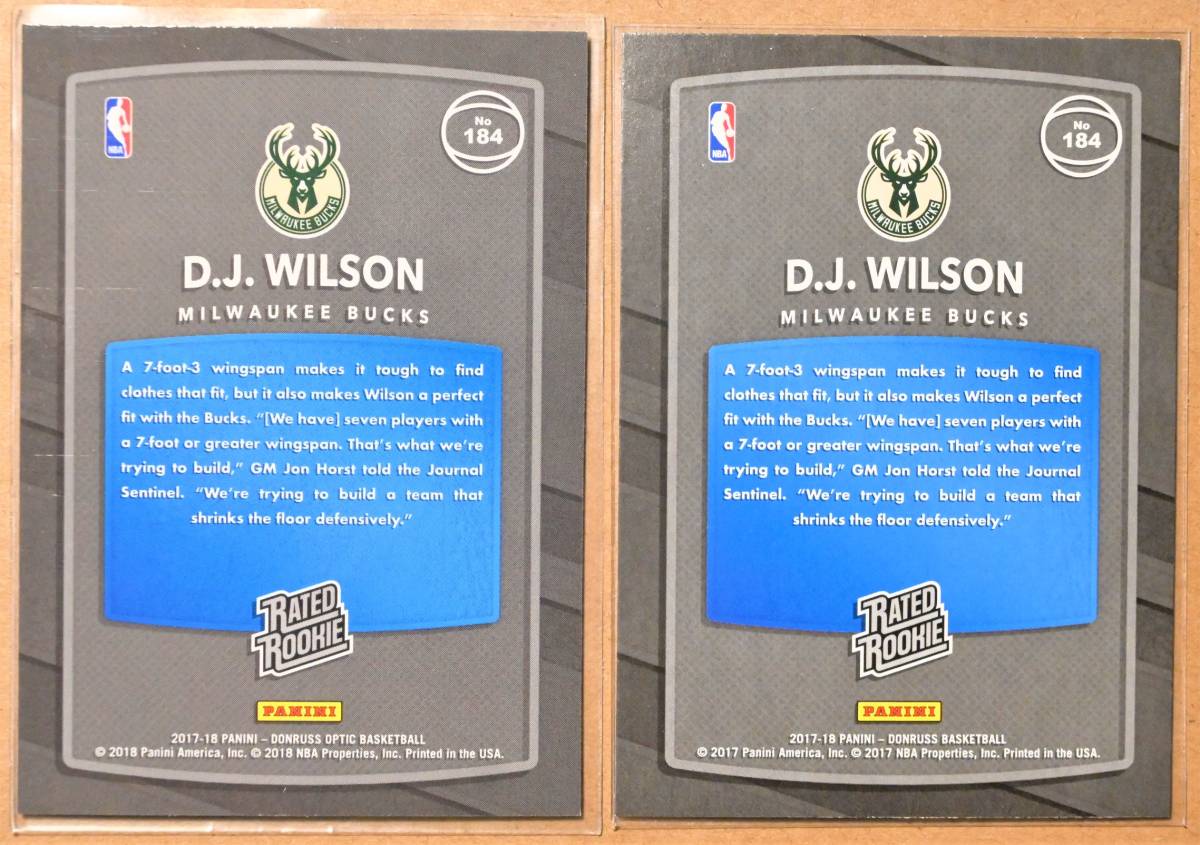 NBA
No
184
MILWAUKEE BUCKS
D.J. WILSON
MILWAUKEE BUCKS
A 7-foot-3 wingspan makes it tough to find
clothes that fit, but it also makes Wilson a perfect
fit with the Bucks. “[We have] seven players with
a 7-foot or greater wingspan. That’s what we’re
trying to build,” GM Jon Horst told the Journal
Sentinel. “We’re trying to build a team that
shrinks the floor defensively.”
RATED
ROOKIE
PANINI
2017-18 PANINI – DONRUSS OPTIC BASKETBALL
© 2018 Panini America, Inc. © 2018 NBA Properties, Inc. Printed in the USA.
NBA
No
184
MILWAUKEE BUCKS
D.J. WILSON
MILWAUKEE BUCKS
A 7-foot-3 wingspan makes it tough to find
clothes that fit, but it also makes Wilson a perfect
fit with the Bucks. “[We have] seven players with
a 7-foot or greater wingspan. That’s what we’re
trying to build,” GM Jon Horst told the Journal
Sentinel. “We’re trying to build a team that
shrinks the floor defensively.”
RATED
ROOKIE
PANINI
2017-18 PANINI – DONRUSS BASKETBALL
© 2017 Panini America, Inc. © 2017 NBA Properties, Inc. Printed in the USA.